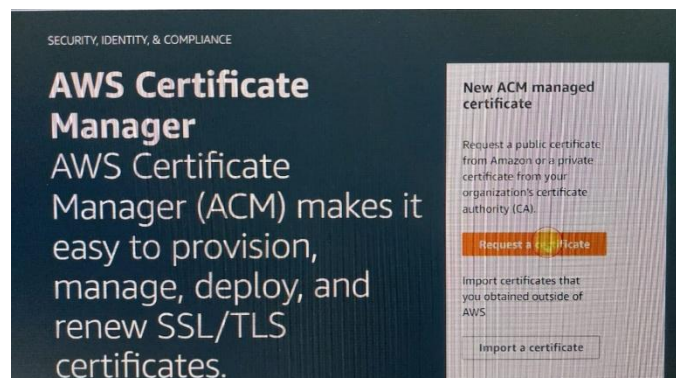 SECURITY, IDENTITY, & COMPLIANCE
AWS Certificate
Manager
AWS Certificate
Manager (ACM) makes it
easy to provision,
manage, deploy, and
renew SSL/TLS
certificates.
New ACM managed
certificate
Request a public certificate
from Amazon or a private
certificate from your
organization's certificate
authority (CA).
Request a certificate
Import certificates that
you obtained outside of
AWS
Import a certificate